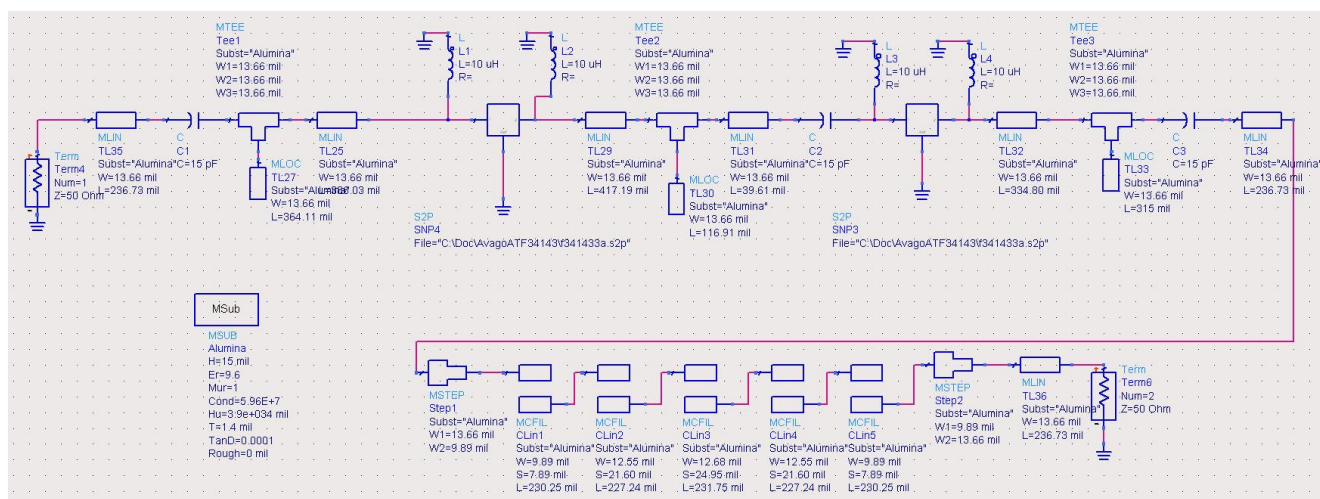 MTEE
Tee1
Subst="Alumina"
W1=13.66 mil
W2=13.66 mil
W3=13.66 mil
L
L1
L=10 uH
R=
L
L2
L=10 uH
R=
MTEE
Tee2
Subst="Alumina"
W1=13.66 mil
W2=13.66 mil
W3=13.66 mil
L
L3
L=10 uH
R=
L
L4
L=10 uH
R=
MTEE
Tee3
Subst="Alumina"
W1=13.66 mil
W2=13.66 mil
W3=13.66 mil
Term
Term4
Num=1
Z=50 Ohm
MLIN
TL35
Subst="Alumina"
W=13.66 mil
L=236.73 mil
C
C1
C=15 pF
MLOC
TL27
W=13.66 mil
L=364.11 mil
MLIN
TL25
Subst="Alumina"
W=13.66 mil
Ref
S2P
SNP4
File="C:\Doc\AvagoATF34143\f341433a.s2p"
MLIN
TL29
Subst="Alumina"
W=13.66 mil
L=417.19 mil
MLOC
TL30
Subst="Alumina"
W=13.66 mil
L=116.91 mil
MLIN
TL31
Subst="Alumina"
W=13.66 mil
L=39.61 mil
C
C2
C=15 pF
Ref
S2P
SNP3
File="C:\Doc\AvagoATF34143\f341433a.s2p"
MLIN
TL32
Subst="Alumina"
W=13.66 mil
L=334.80 mil
MLOC
TL33
Subst="Alumina"
W=13.66 mil
L=315 mil
C
C3
C=15 pF
MLIN
TL34
Subst="Alumina"
W=13.66 mil
L=236.73 mil
MSub
MSUB
Alumina
H=15 mil
Er=9.6
Mur=1
Cond=5.96E+7
Hu=3.9e+034 mil
T=1.4 mil
TanD=0.0001
Rough=0 mil
MSTEP
Step1
Subst="Alumina"
W1=13.66 mil
W2=9.89 mil
MCFIL
CLin1
Subst="Alumina"
W=9.89 mil
S=7.89 mil
L=230.25 mil
MCFIL
CLin2
Subst="Alumina"
W=12.55 mil
S=21.60 mil
L=227.24 mil
MCFIL
CLin3
Subst="Alumina"
W=12.68 mil
S=24.95 mil
L=231.75 mil
MCFIL
CLin4
Subst="Alumina"
W=12.55 mil
S=21.60 mil
L=227.24 mil
MCFIL
CLin5
Subst="Alumina"
W=9.89 mil
S=7.89 mil
L=230.25 mil
MSTEP
Step2
Subst="Alumina"
W1=9.89 mil
W2=13.66 mil
MLIN
TL36
Subst="Alumina"
W=13.66 mil
L=236.73 mil
Term
Term6
Num=2
Z=50 Ohm